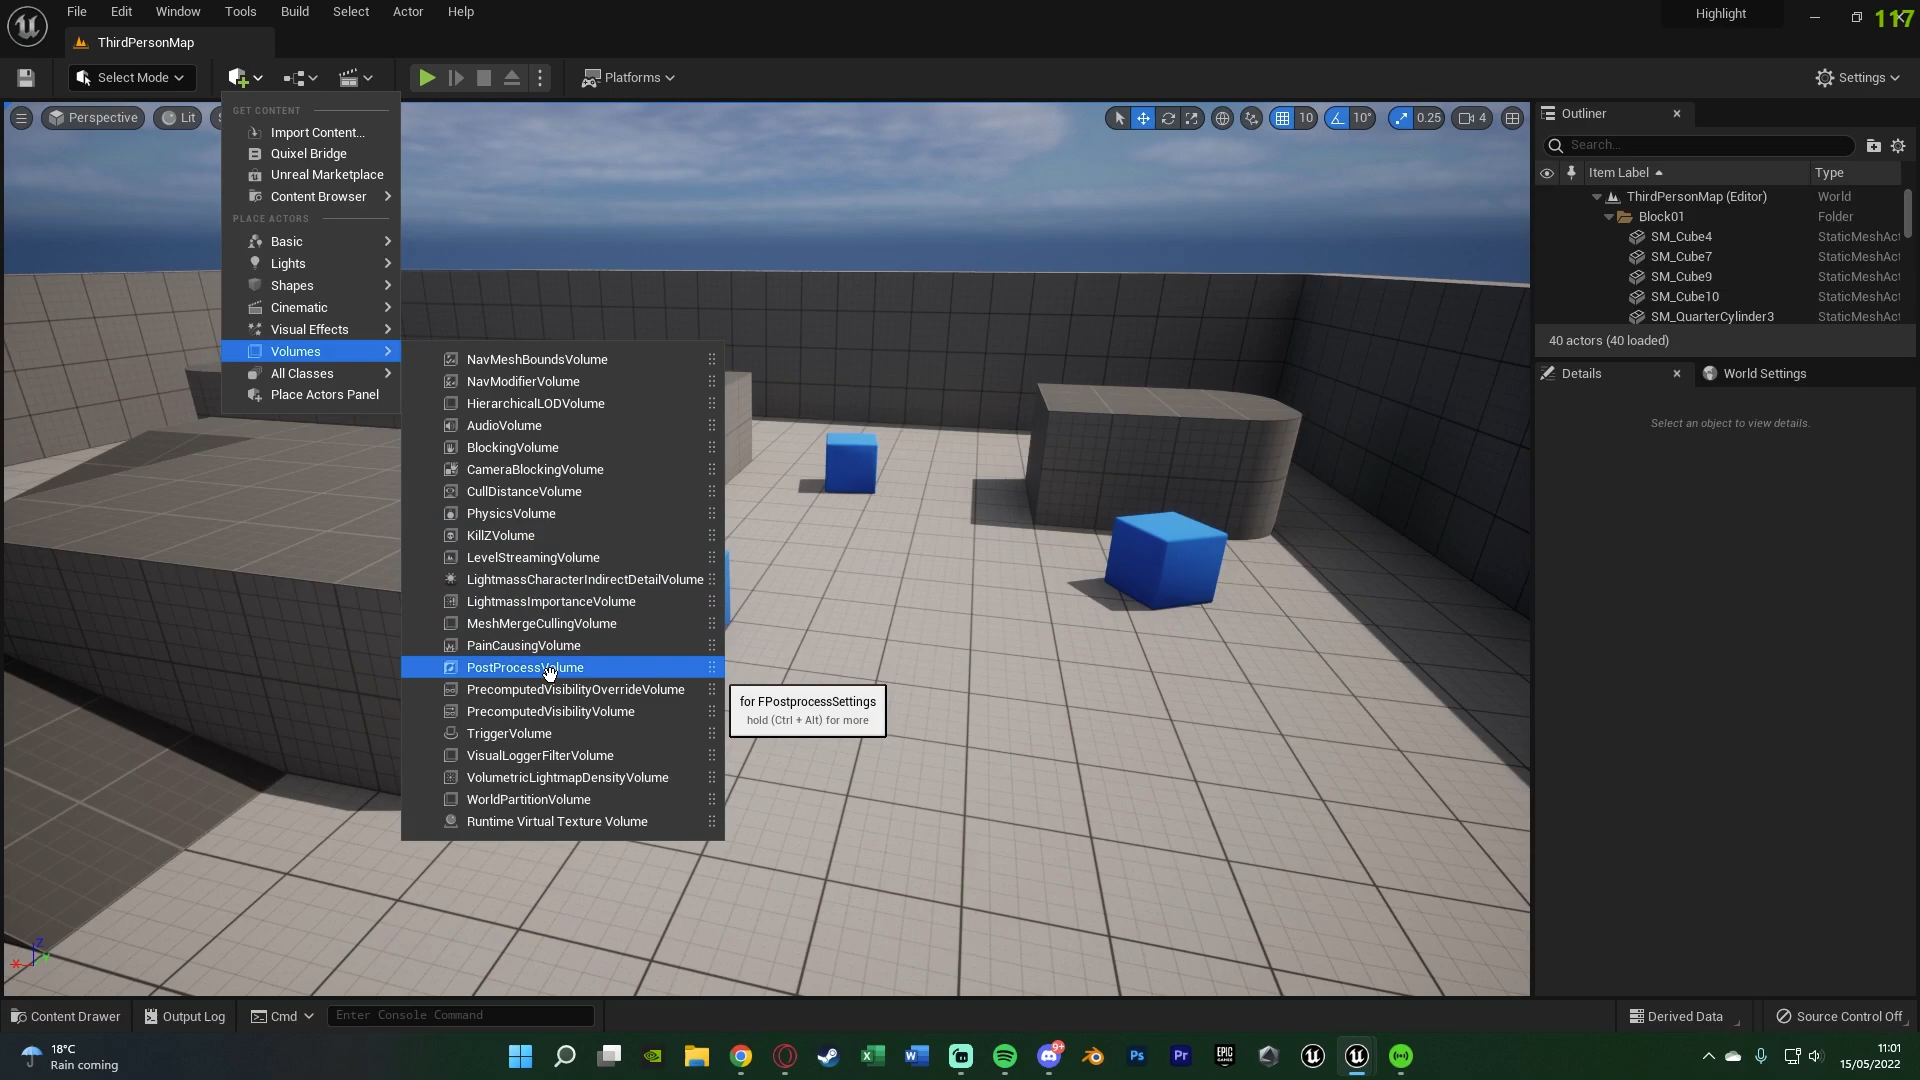 File Edit Window Tools Build Select Actor Help
Highlight
117
ThirdPersonMap
Select Mode
Platforms
Settings
Perspective
Lit
10
10°
0.25
4
GET CONTENT
Import Content...
Quixel Bridge
Unreal Marketplace
Content Browser
PLACE ACTORS
Basic
Lights
Shapes
Cinematic
Visual Effects
Volumes
All Classes
Place Actors Panel
NavMeshBoundsVolume
NavModifierVolume
HierarchicalLODVolume
AudioVolume
BlockingVolume
CameraBlockingVolume
CullDistanceVolume
PhysicsVolume
KillZVolume
LevelStreamingVolume
LightmassCharacterIndirectDetailVolume
LightmassImportanceVolume
MeshMergeCullingVolume
PainCausingVolume
PostProcessVolume
PrecomputedVisibilityOverrideVolume
PrecomputedVisibilityVolume
TriggerVolume
VisualLoggerFilterVolume
VolumetricLightmapDensityVolume
WorldPartitionVolume
Runtime Virtual Texture Volume
for FPostprocessSettings
hold (Ctrl + Alt) for more
Outliner
Search...
Item Label Type
ThirdPersonMap (Editor) World
Block01 Folder
SM_Cube4 StaticMeshAct
SM_Cube7 StaticMeshAct
SM_Cube9 StaticMeshAct
SM_Cube10 StaticMeshAct
SM_QuarterCylinder3 StaticMeshAct
40 actors (40 loaded)
Details
World Settings
Select an object to view details.
Z
X
Y
Content Drawer
Output Log
Cmd
Enter Console Command
Derived Data
Source Control Off
18°C
Rain coming
9+
Ps
Pr
EPIC
GAMES
11:01
15/05/2022